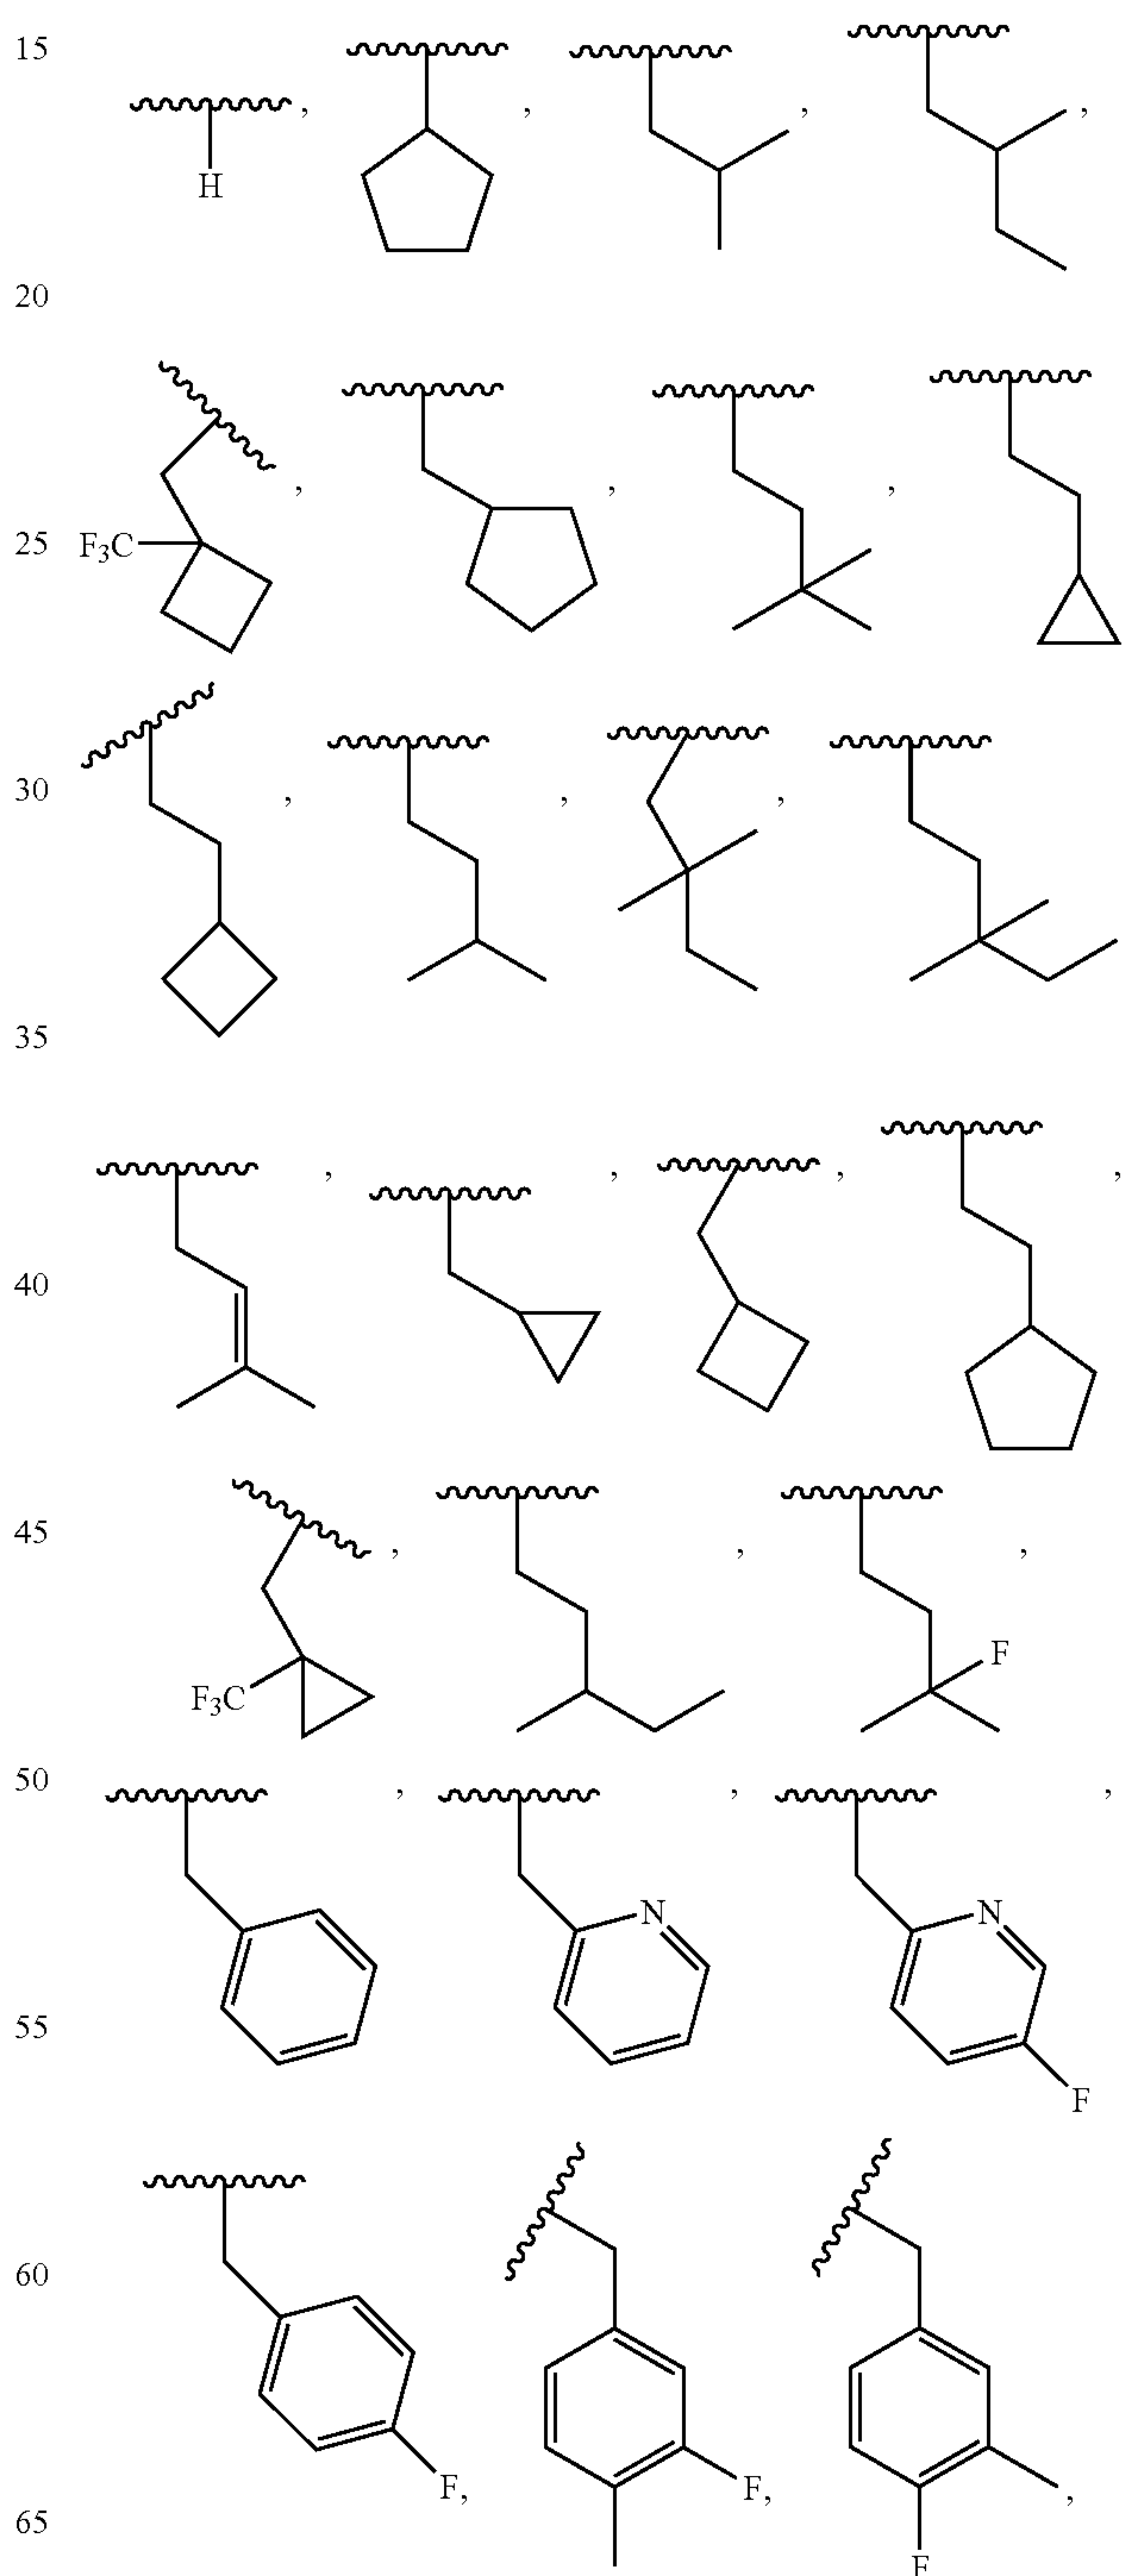 15
, , , ,
H
20
, , ,
25 F₃C
30 , , ,
35
, , , ,
40
45 , , ,
F
F₃C
50 , , ,
N N
55
F
60
F, F, ,
65
F